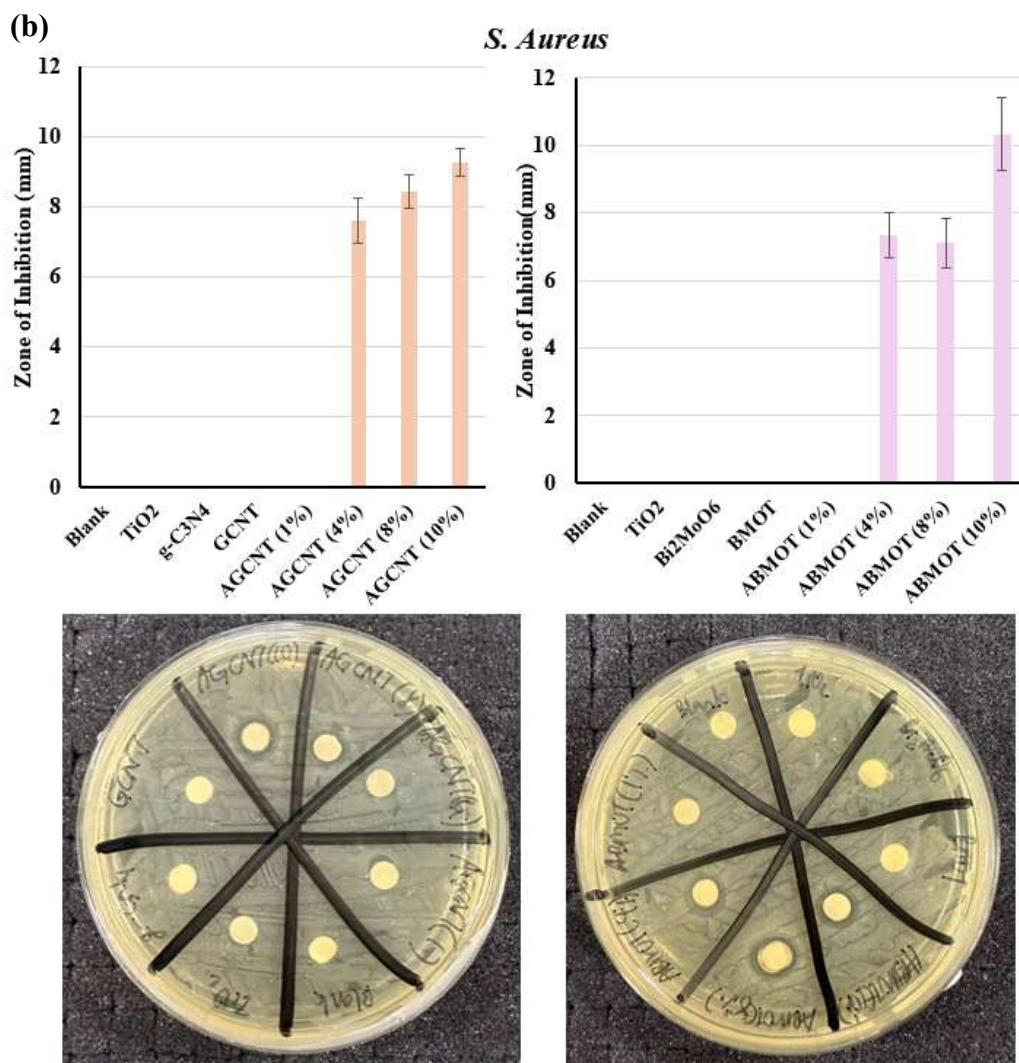 (b)
S. Aureus
Zone of Inhibition (mm)
12
10
8
6
4
2
0
Blank
TiO2
g-C3N4
GCNT
AGCNT (1%)
AGCNT (4%)
AGCNT (8%)
AGCNT (10%)
Zone of Inhibition(mm)
12
10
8
6
4
2
0
Blank
TiO2
Bi2MoO6
BMOT
ABMOT (1%)
ABMOT (4%)
ABMOT (8%)
ABMOT (10%)
AGCNT(10)
GCNT
TiO2
Blank
Blank